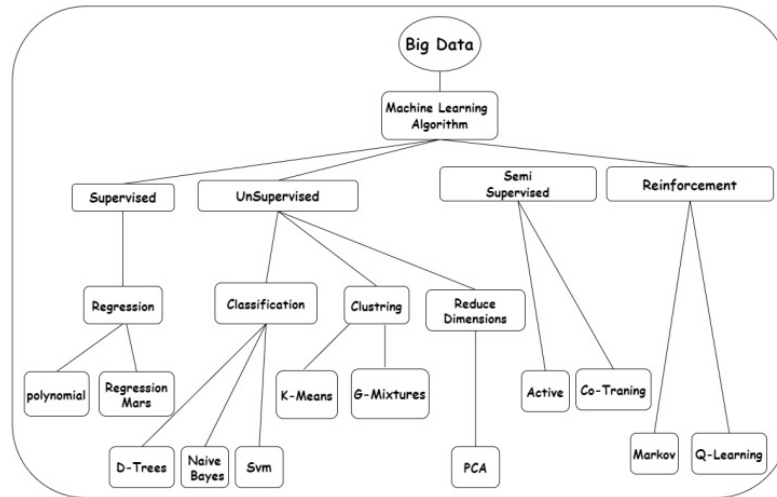 Big Data
Machine Learning
Algorithm
Supervised
UnSupervised
Semi
Supervised
Reinforcement
Regression
Classification
Clustring
Reduce
Dimensions
polynomial
Regression
Mars
K-Means
G-Mixtures
Active
Co-Traning
D-Trees
Naive
Bayes
Svm
PCA
Markov
Q-Learning